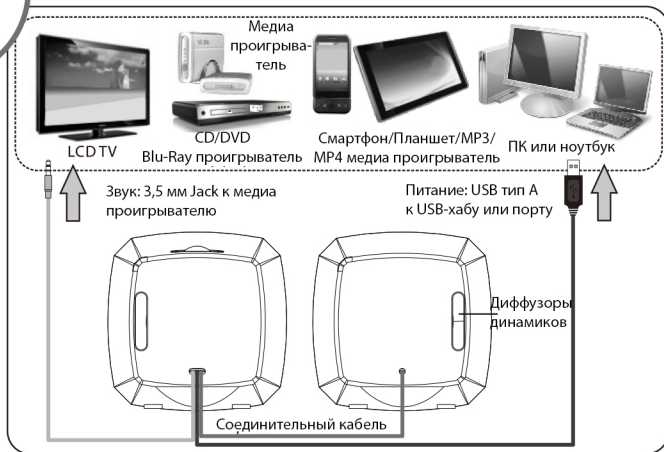 Медиа
проигрыва-
тель
LCD TV
CD/DVD
Blu-Ray проигрыватель
Смартфон/Планшет/MP3/
MP4 медиа проигрыватель
ПК или ноутбук
Звук: 3,5 мм Jack к медиа
проигрывателю
Питание: USB тип А
к USB-хабу или порту
Диффузоры
динамиков
Соединительный кабель